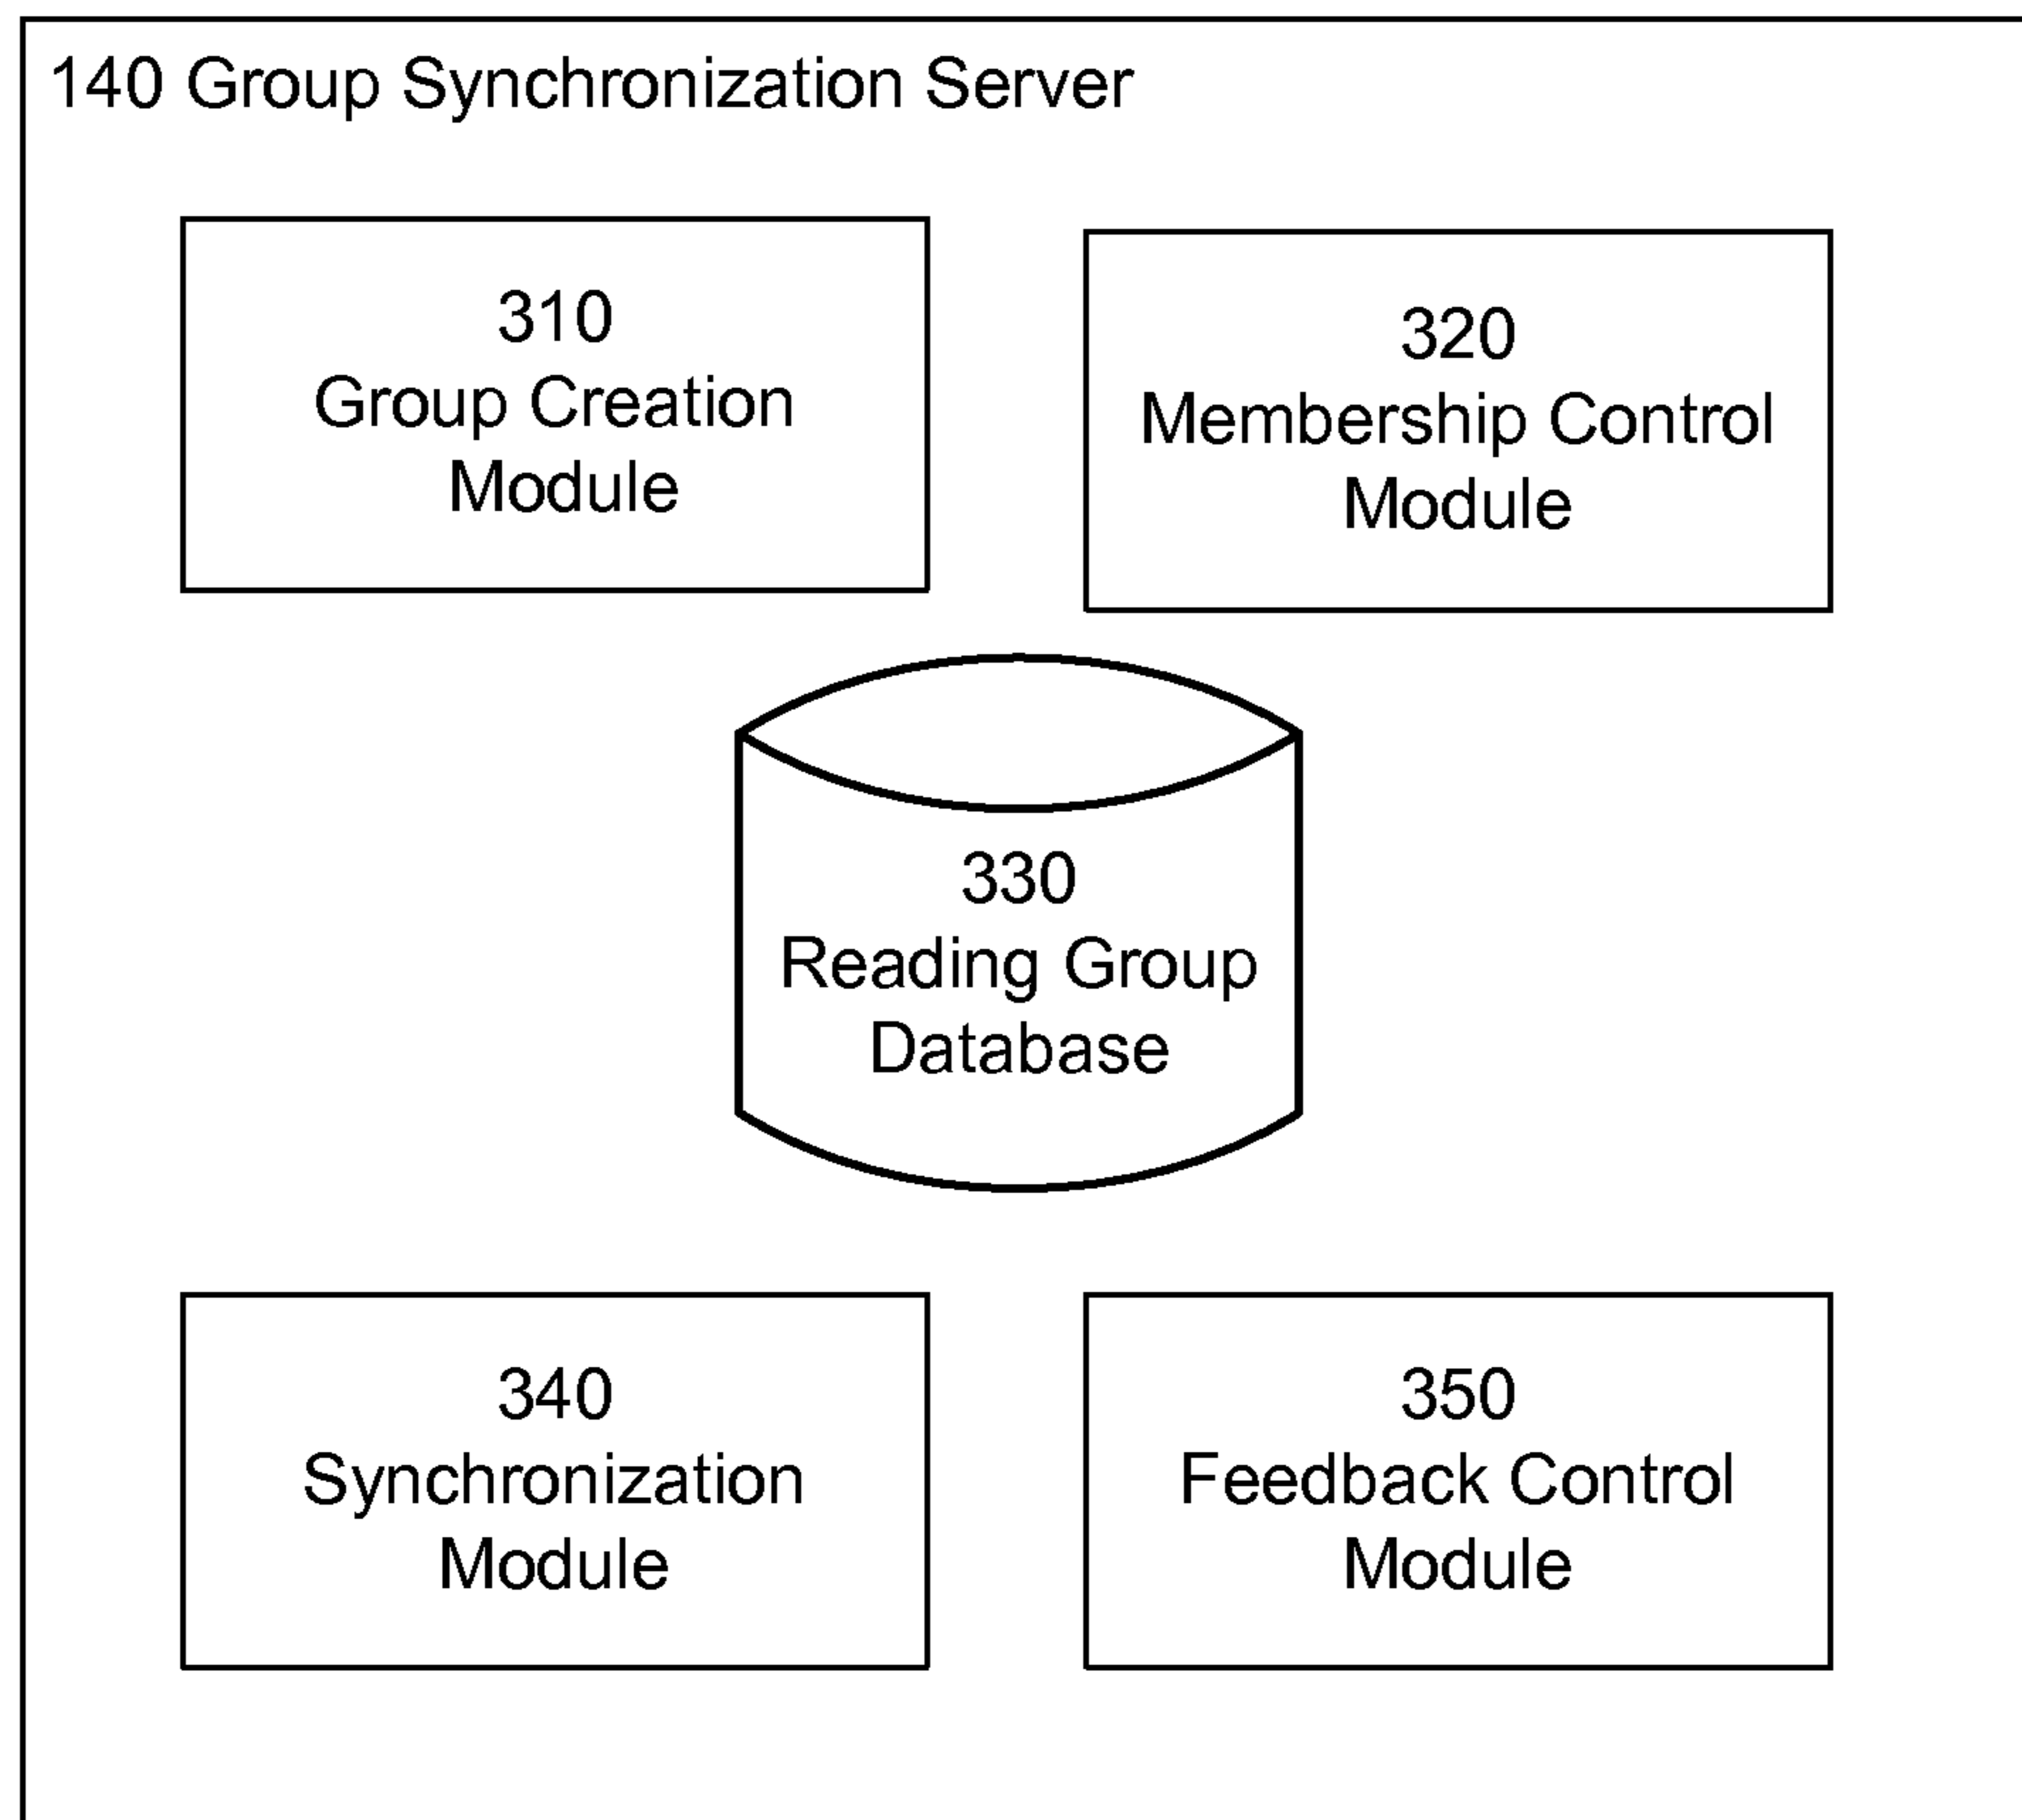 140 Group Synchronization Server
310
Group Creation
Module
320
Membership Control
Module
330
Reading Group
Database
340
Synchronization
Module
350
Feedback Control
Module